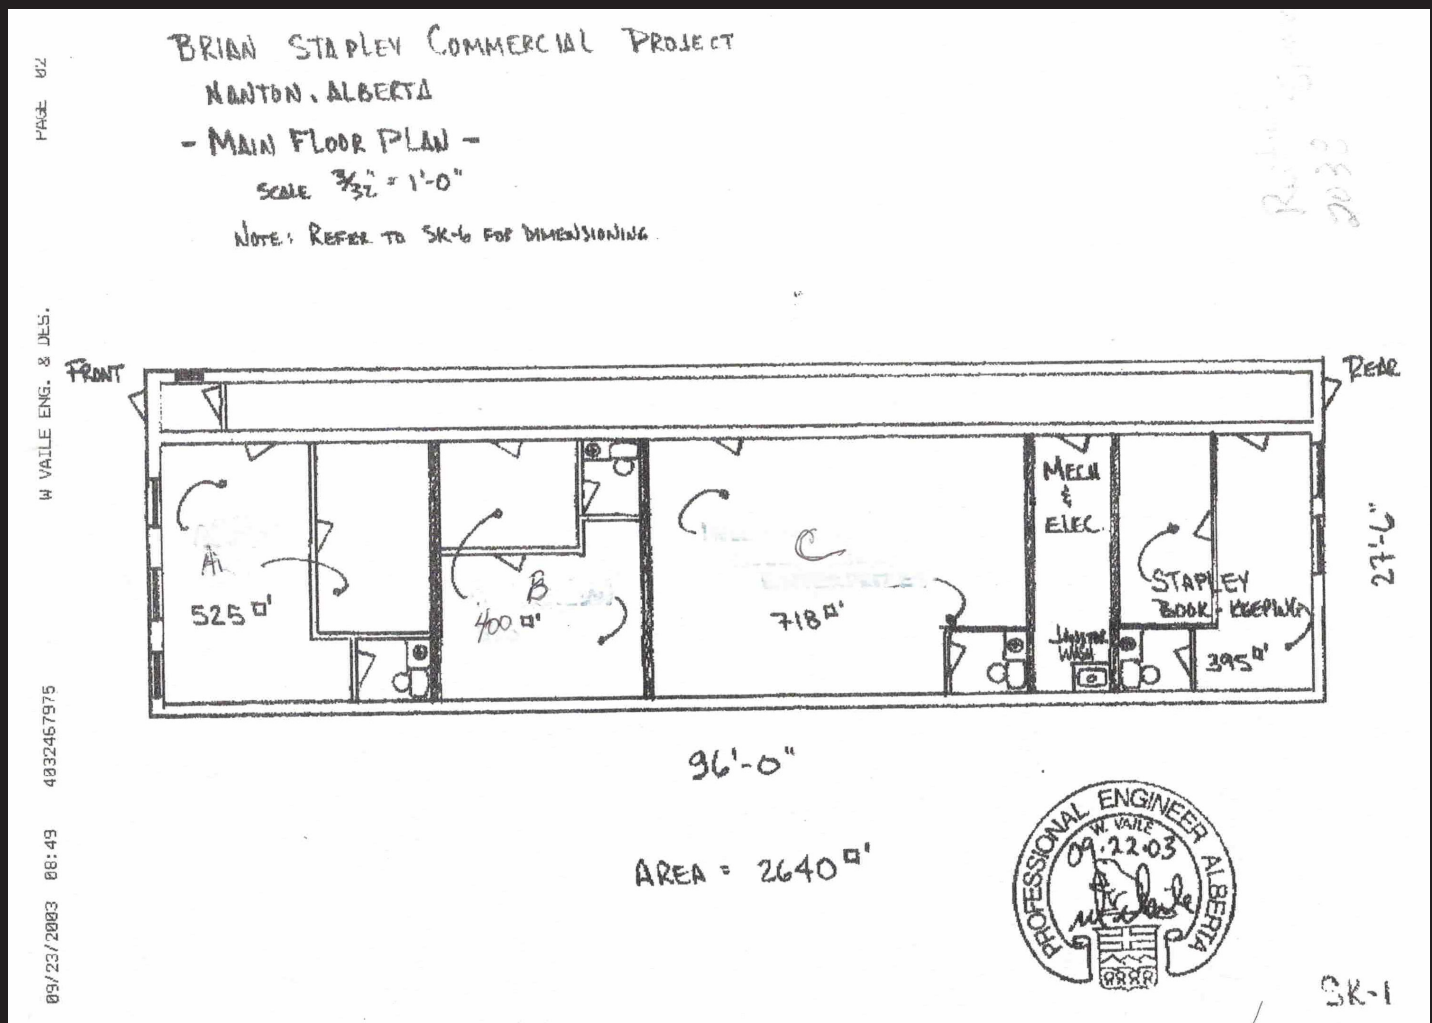 BRIAN STAPLEY COMMERCIAL PROJECT
NANTON, ALBERTA
- MAIN FLOOR PLAN -
SCALE 3/32" = 1'-0"
NOTE: REFER TO SK-6 FOR DIMENSIONING
PAGE 02
W VAILE ENG. & DES.
4032467975
09/23/2003 08:49
2033
FRONT
REAR
A
525□'
B
400□'
C
718□'
MECH
&
ELEC.
JANITOR
WASH
STAPLEY
BOOK-KEEPING
395□'
27'-6"
96'-0"
AREA = 2640□'
PROFESSIONAL ENGINEER ALBERTA
W. VAILE
09.22.03
SK-1